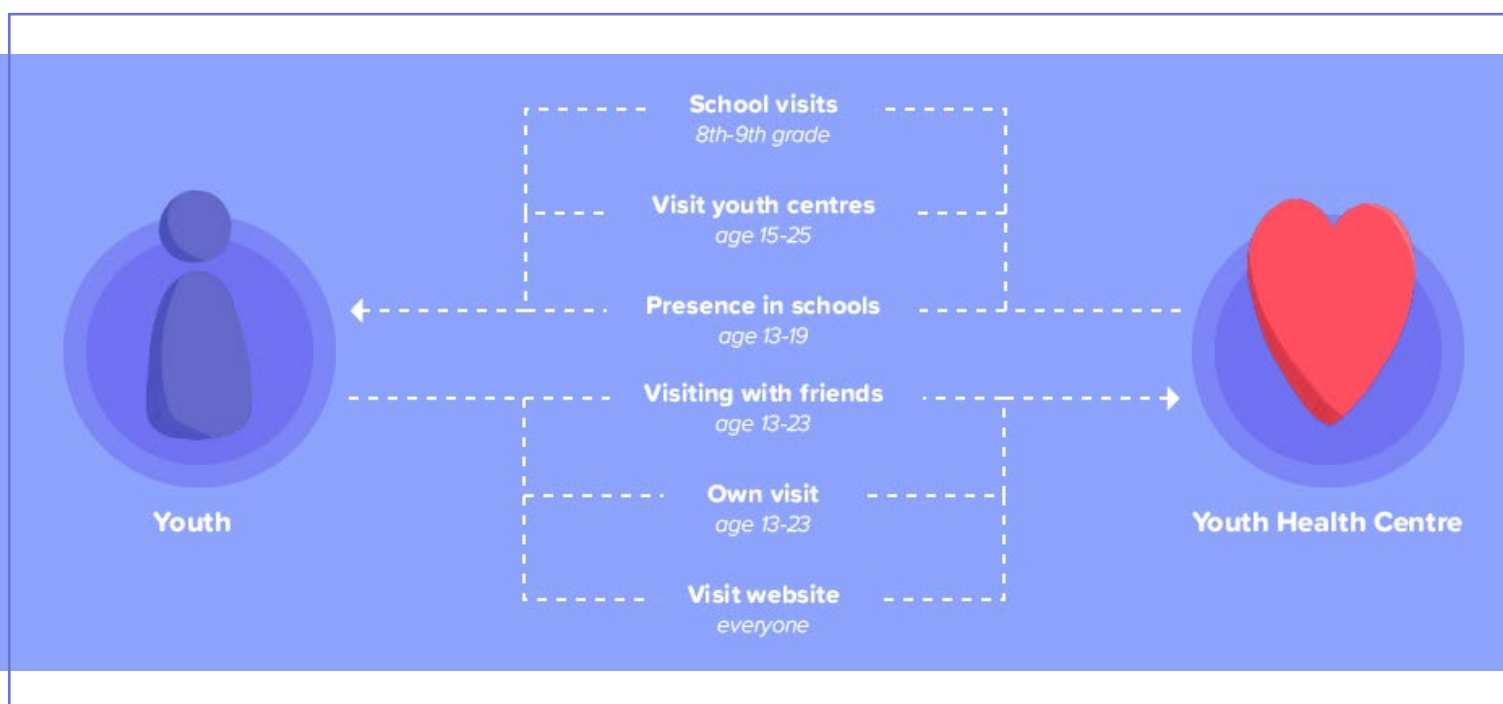 School visits
8th-9th grade
Visit youth centres
age 15-25
Presence in schools
age 13-19
Visiting with friends
age 13-23
Own visit
age 13-23
Visit website
everyone
Youth
Youth Health Centre